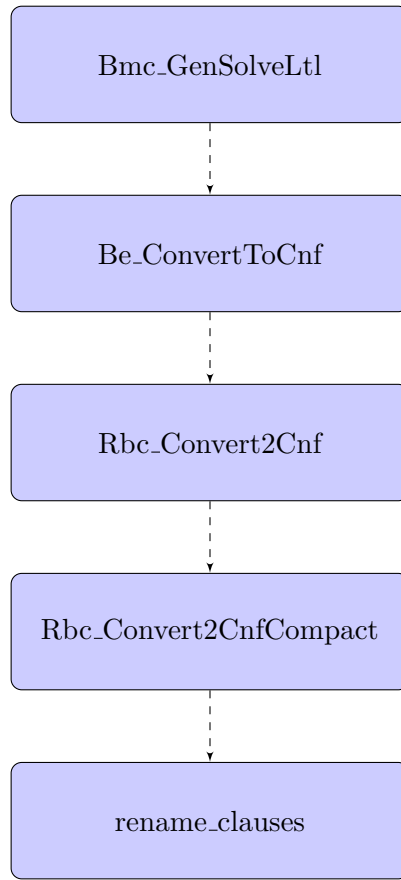 Bmc_GenSolveLtl
Be_ConvertToCnf
Rbc_Convert2Cnf
Rbc_Convert2CnfCompact
rename_clauses